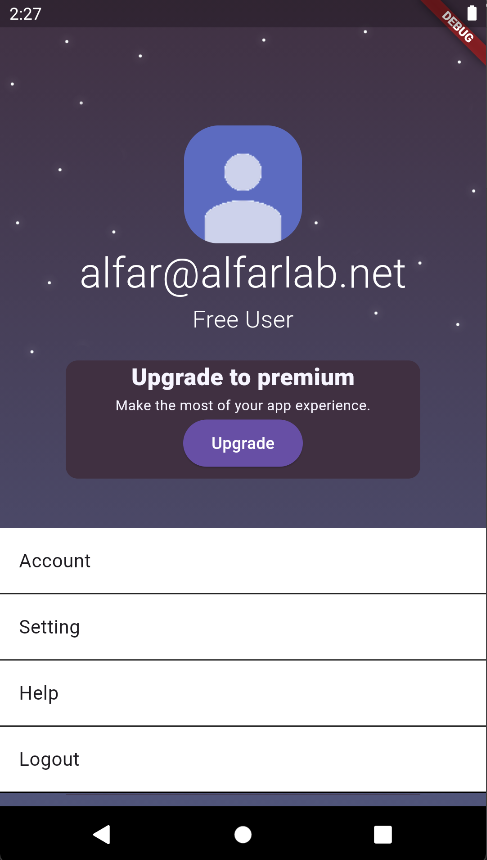 2:27
DEBUG
alfar@alfarlab.net
Free User
Upgrade to premium
Make the most of your app experience.
Upgrade
Account
Setting
Help
Logout